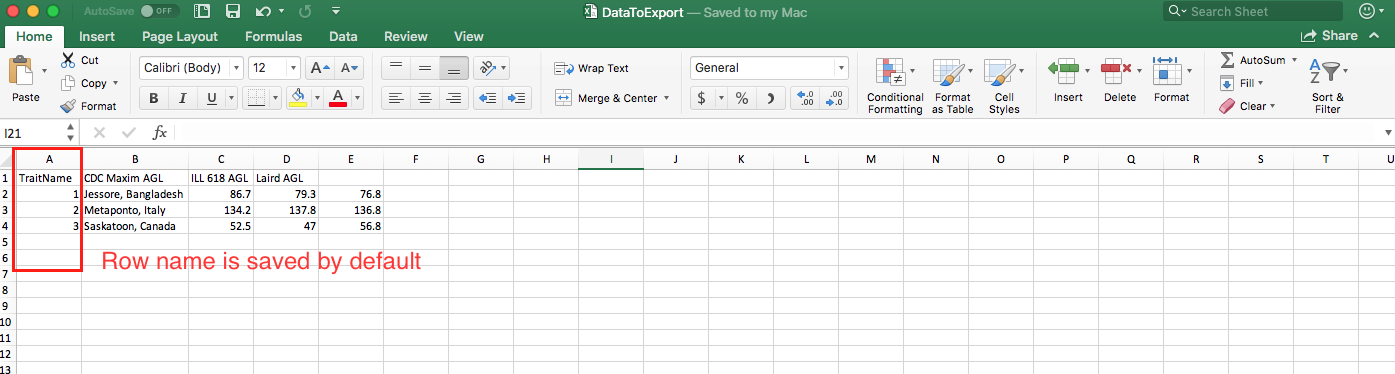 AutoSave OFF DataToExport — Saved to my Mac Search Sheet
Home Insert Page Layout Formulas Data Review View Share
Paste Cut Copy Format
Calibri (Body) 12 A A
B I U A
Wrap Text
Merge & Center
General
$ % .00 .0 .00 .0
Conditional Formatting Format as Table Cell Styles
Insert Delete Format
AutoSum Fill Clear
Sort & Filter
I21 fx
A B C D E F G H I J K L M N O P Q R S T U
1 TraitName CDC Maxim AGL ILL 618 AGL Laird AGL
2 1 Jessore, Bangladesh 86.7 79.3 76.8
3 2 Metaponto, Italy 134.2 137.8 136.8
4 3 Saskatoon, Canada 52.5 47 56.8
5
6
Row name is saved by default
7
8
9
10
11
12
13